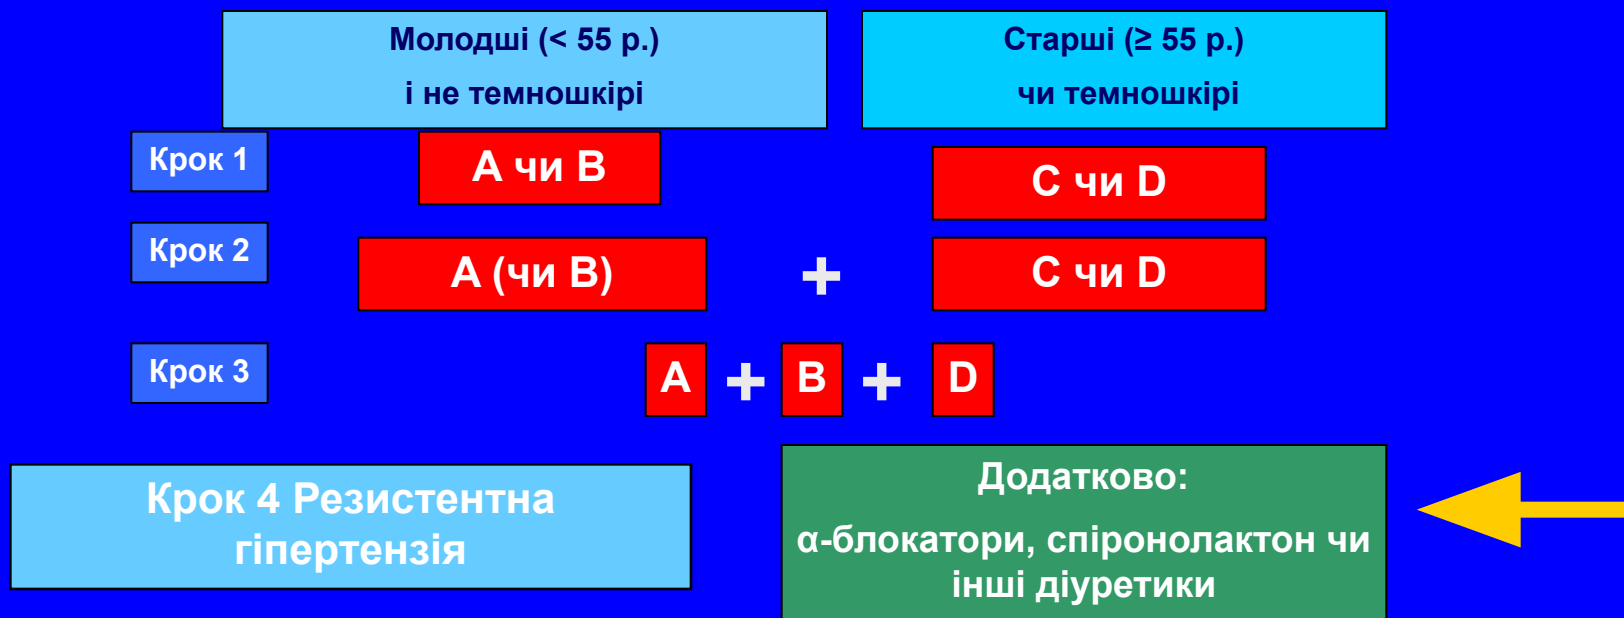 Молодші (< 55 р.)
і не темношкірі
Старші (≥ 55 р.)
чи темношкірі
Крок 1
А чи В
С чи D
Крок 2
А (чи В)
+
С чи D
Крок 3
А + В + D
Крок 4 Резистентна
гіпертензія
Додатково:
α-блокатори, спіронолактон чи
інші діуретики